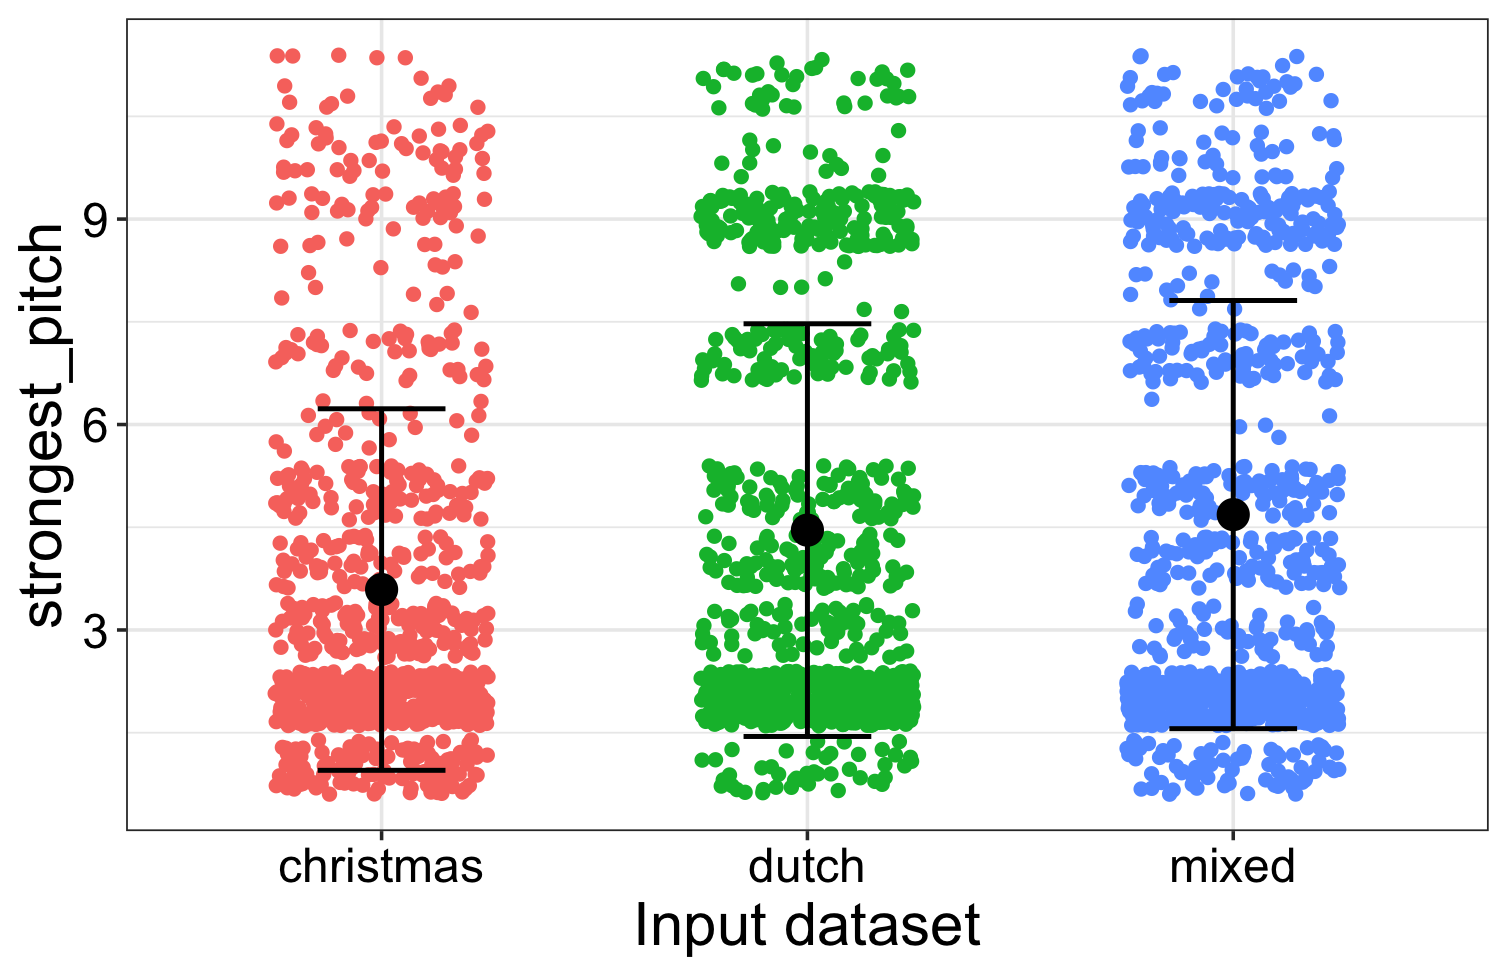 strongest_pitch
9
6
3
christmas dutch mixed
Input dataset